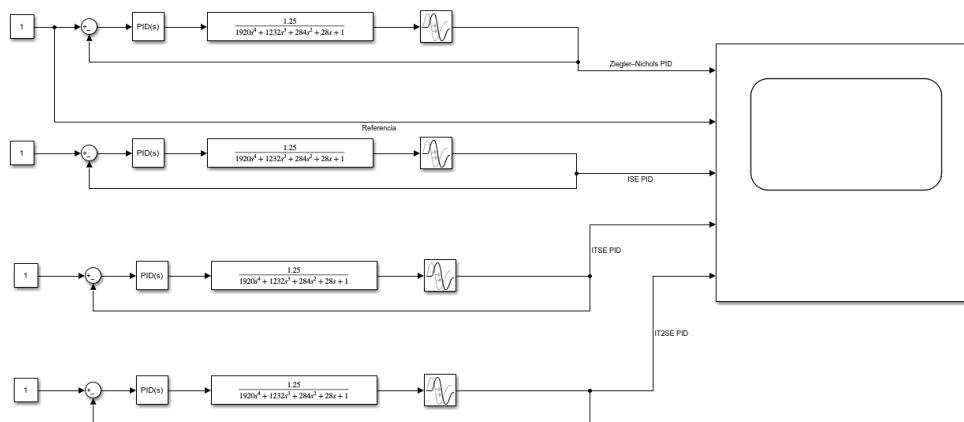 1
+
−
PID(s)
1.25
1920s⁴ + 1232s³ + 284s² + 28s + 1
Ziegler–Nichols PID
Referencia
1
+
−
PID(s)
1.25
1920s⁴ + 1232s³ + 284s² + 28s + 1
ISE PID
ITSE PID
1
+
−
PID(s)
1.25
1920s⁴ + 1232s³ + 284s² + 28s + 1
IT2SE PID
1
+
−
PID(s)
1.25
1920s⁴ + 1232s³ + 284s² + 28s + 1